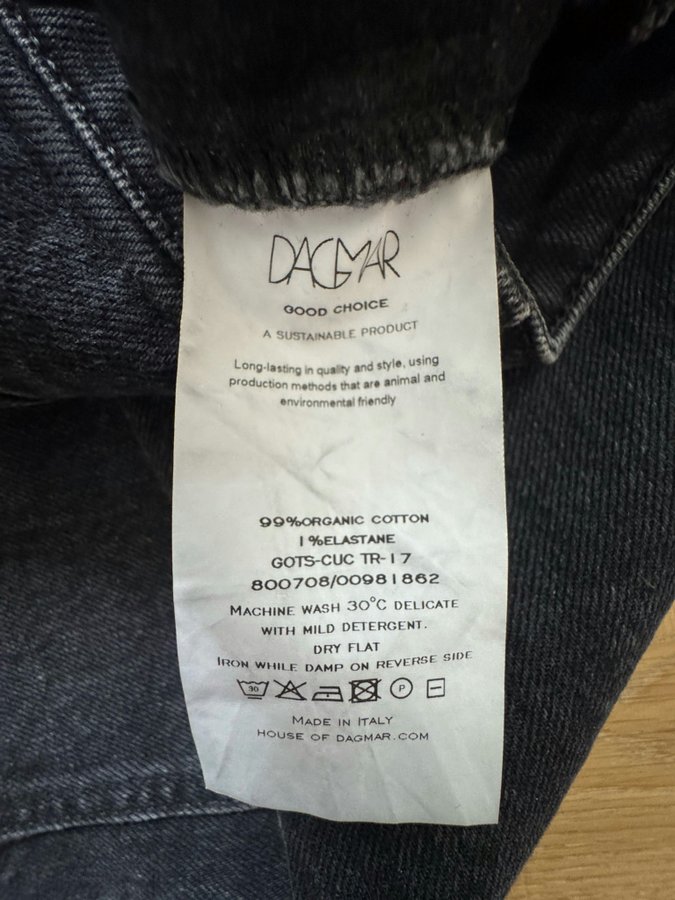 DAGMAR
GOOD CHOICE
A SUSTAINABLE PRODUCT
Long-lasting in quality and style, using
production methods that are animal and
environmental friendly
99%ORGANIC COTTON
1%ELASTANE
GOTS-CUC TR-17
800708/00981862
MACHINE WASH 30°C DELICATE
WITH MILD DETERGENT.
DRY FLAT
IRON WHILE DAMP ON REVERSE SIDE
30 P
MADE IN ITALY
HOUSE OF DAGMAR.COM